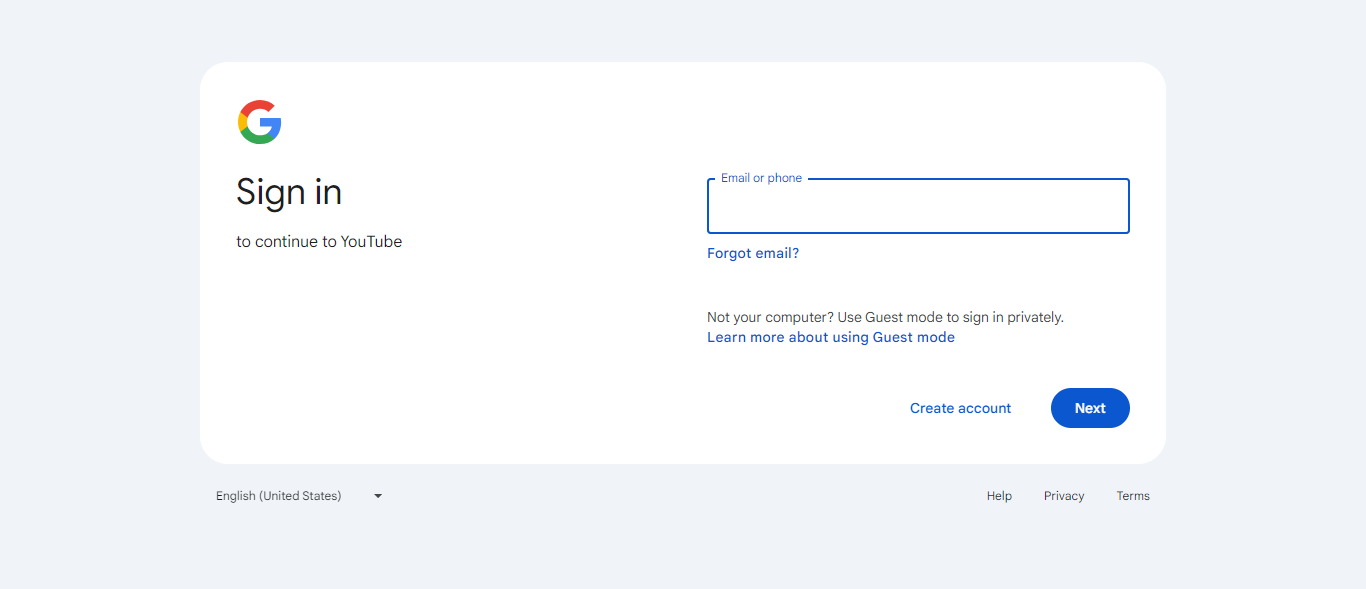 Sign in
to continue to YouTube
Email or phone
Forgot email?
Not your computer? Use Guest mode to sign in privately.
Learn more about using Guest mode
Create account
Next
English (United States)
Help
Privacy
Terms